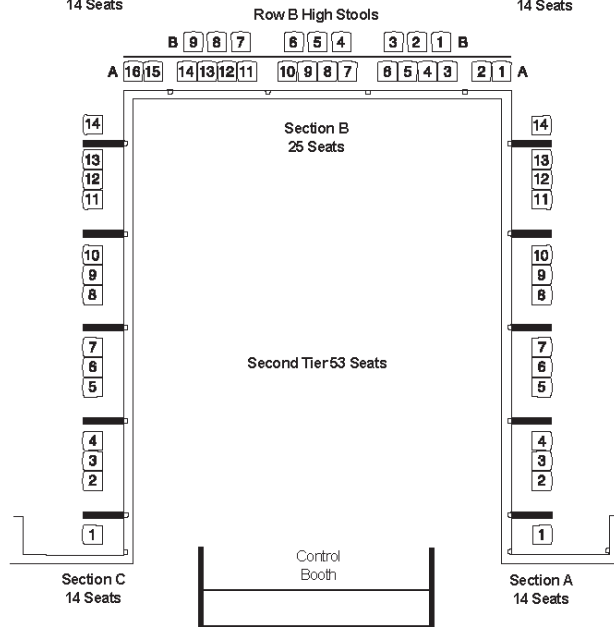 14 Seats 14 Seats
Row B High Stools
B 9 8 7 6 5 4 3 2 1 B
A 16 15 14 13 12 11 10 9 8 7 6 5 4 3 2 1 A
Section B
25 Seats
14 14
13 13
12 12
11 11
10 10
9 9
8 8
7 7
Second Tier 53 Seats
6 6
5 5
4 4
3 3
2 2
1 1
Control
Booth
Section C Section A
14 Seats 14 Seats